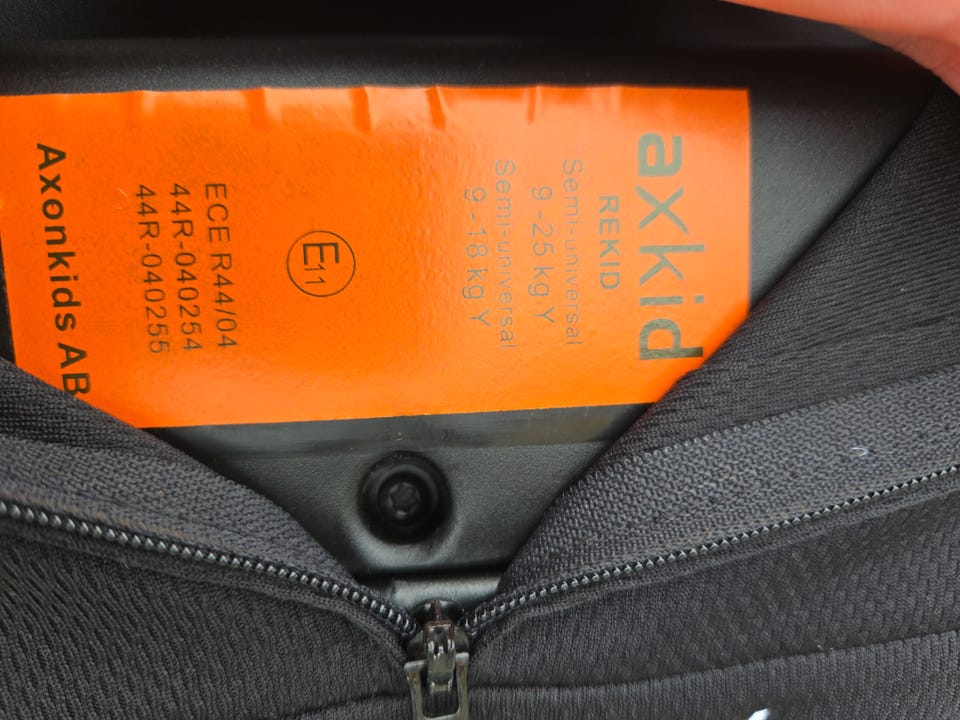 axkid
REKID
Semi-universal
9 -25 kg Y
Semi-universal
9 -18 kg Y
E11
ECE R44/04
44R-040254
44R-040255
Axonkids AB